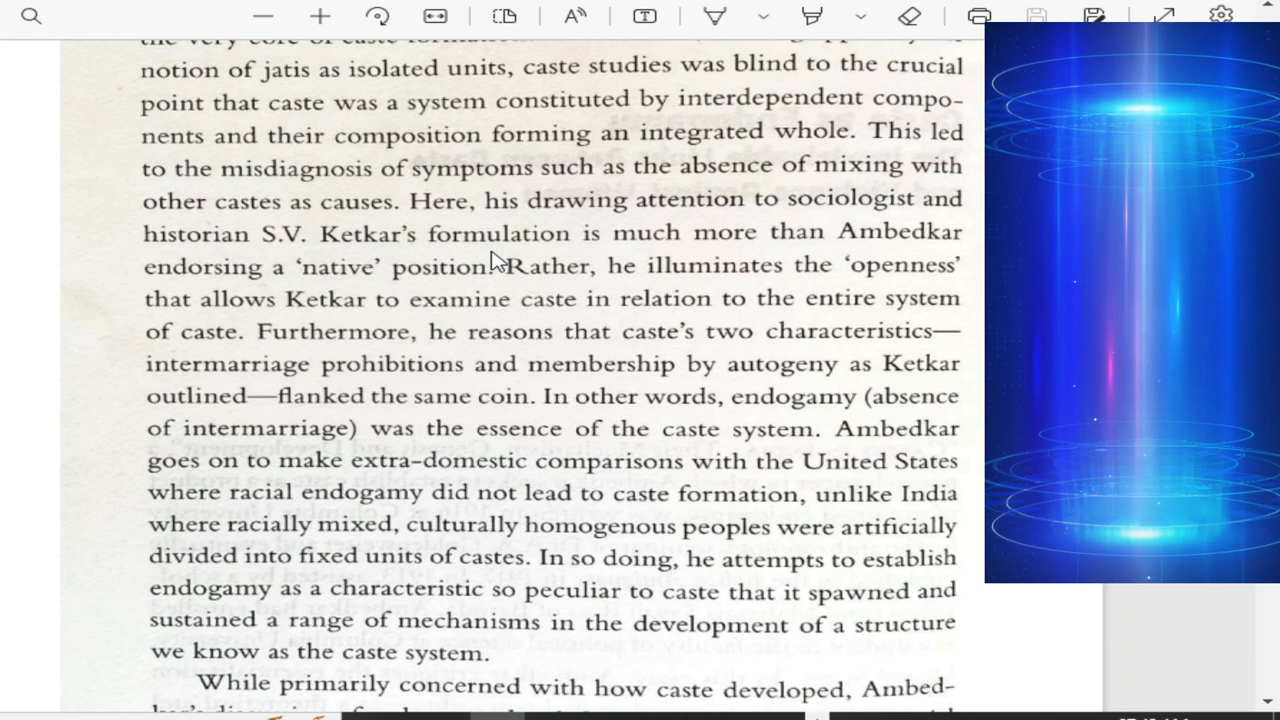 notion of jatis as isolated units, caste studies was blind to the crucial
point that caste was a system constituted by interdependent compo-
nents and their composition forming an integrated whole. This led
to the misdiagnosis of symptoms such as the absence of mixing with
other castes as causes. Here, his drawing attention to sociologist and
historian S.V. Ketkar's formulation is much more than Ambedkar
endorsing a 'native' position. Rather, he illuminates the 'openness'
that allows Ketkar to examine caste in relation to the entire system
of caste. Furthermore, he reasons that caste's two characteristics—
intermarriage prohibitions and membership by autogeny as Ketkar
outlined—flanked the same coin. In other words, endogamy (absence
of intermarriage) was the essence of the caste system. Ambedkar
goes on to make extra-domestic comparisons with the United States
where racial endogamy did not lead to caste formation, unlike India
where racially mixed, culturally homogenous peoples were artificially
divided into fixed units of castes. In so doing, he attempts to establish
endogamy as a characteristic so peculiar to caste that it spawned and
sustained a range of mechanisms in the development of a structure
we know as the caste system.
While primarily concerned with how caste developed, Ambed-